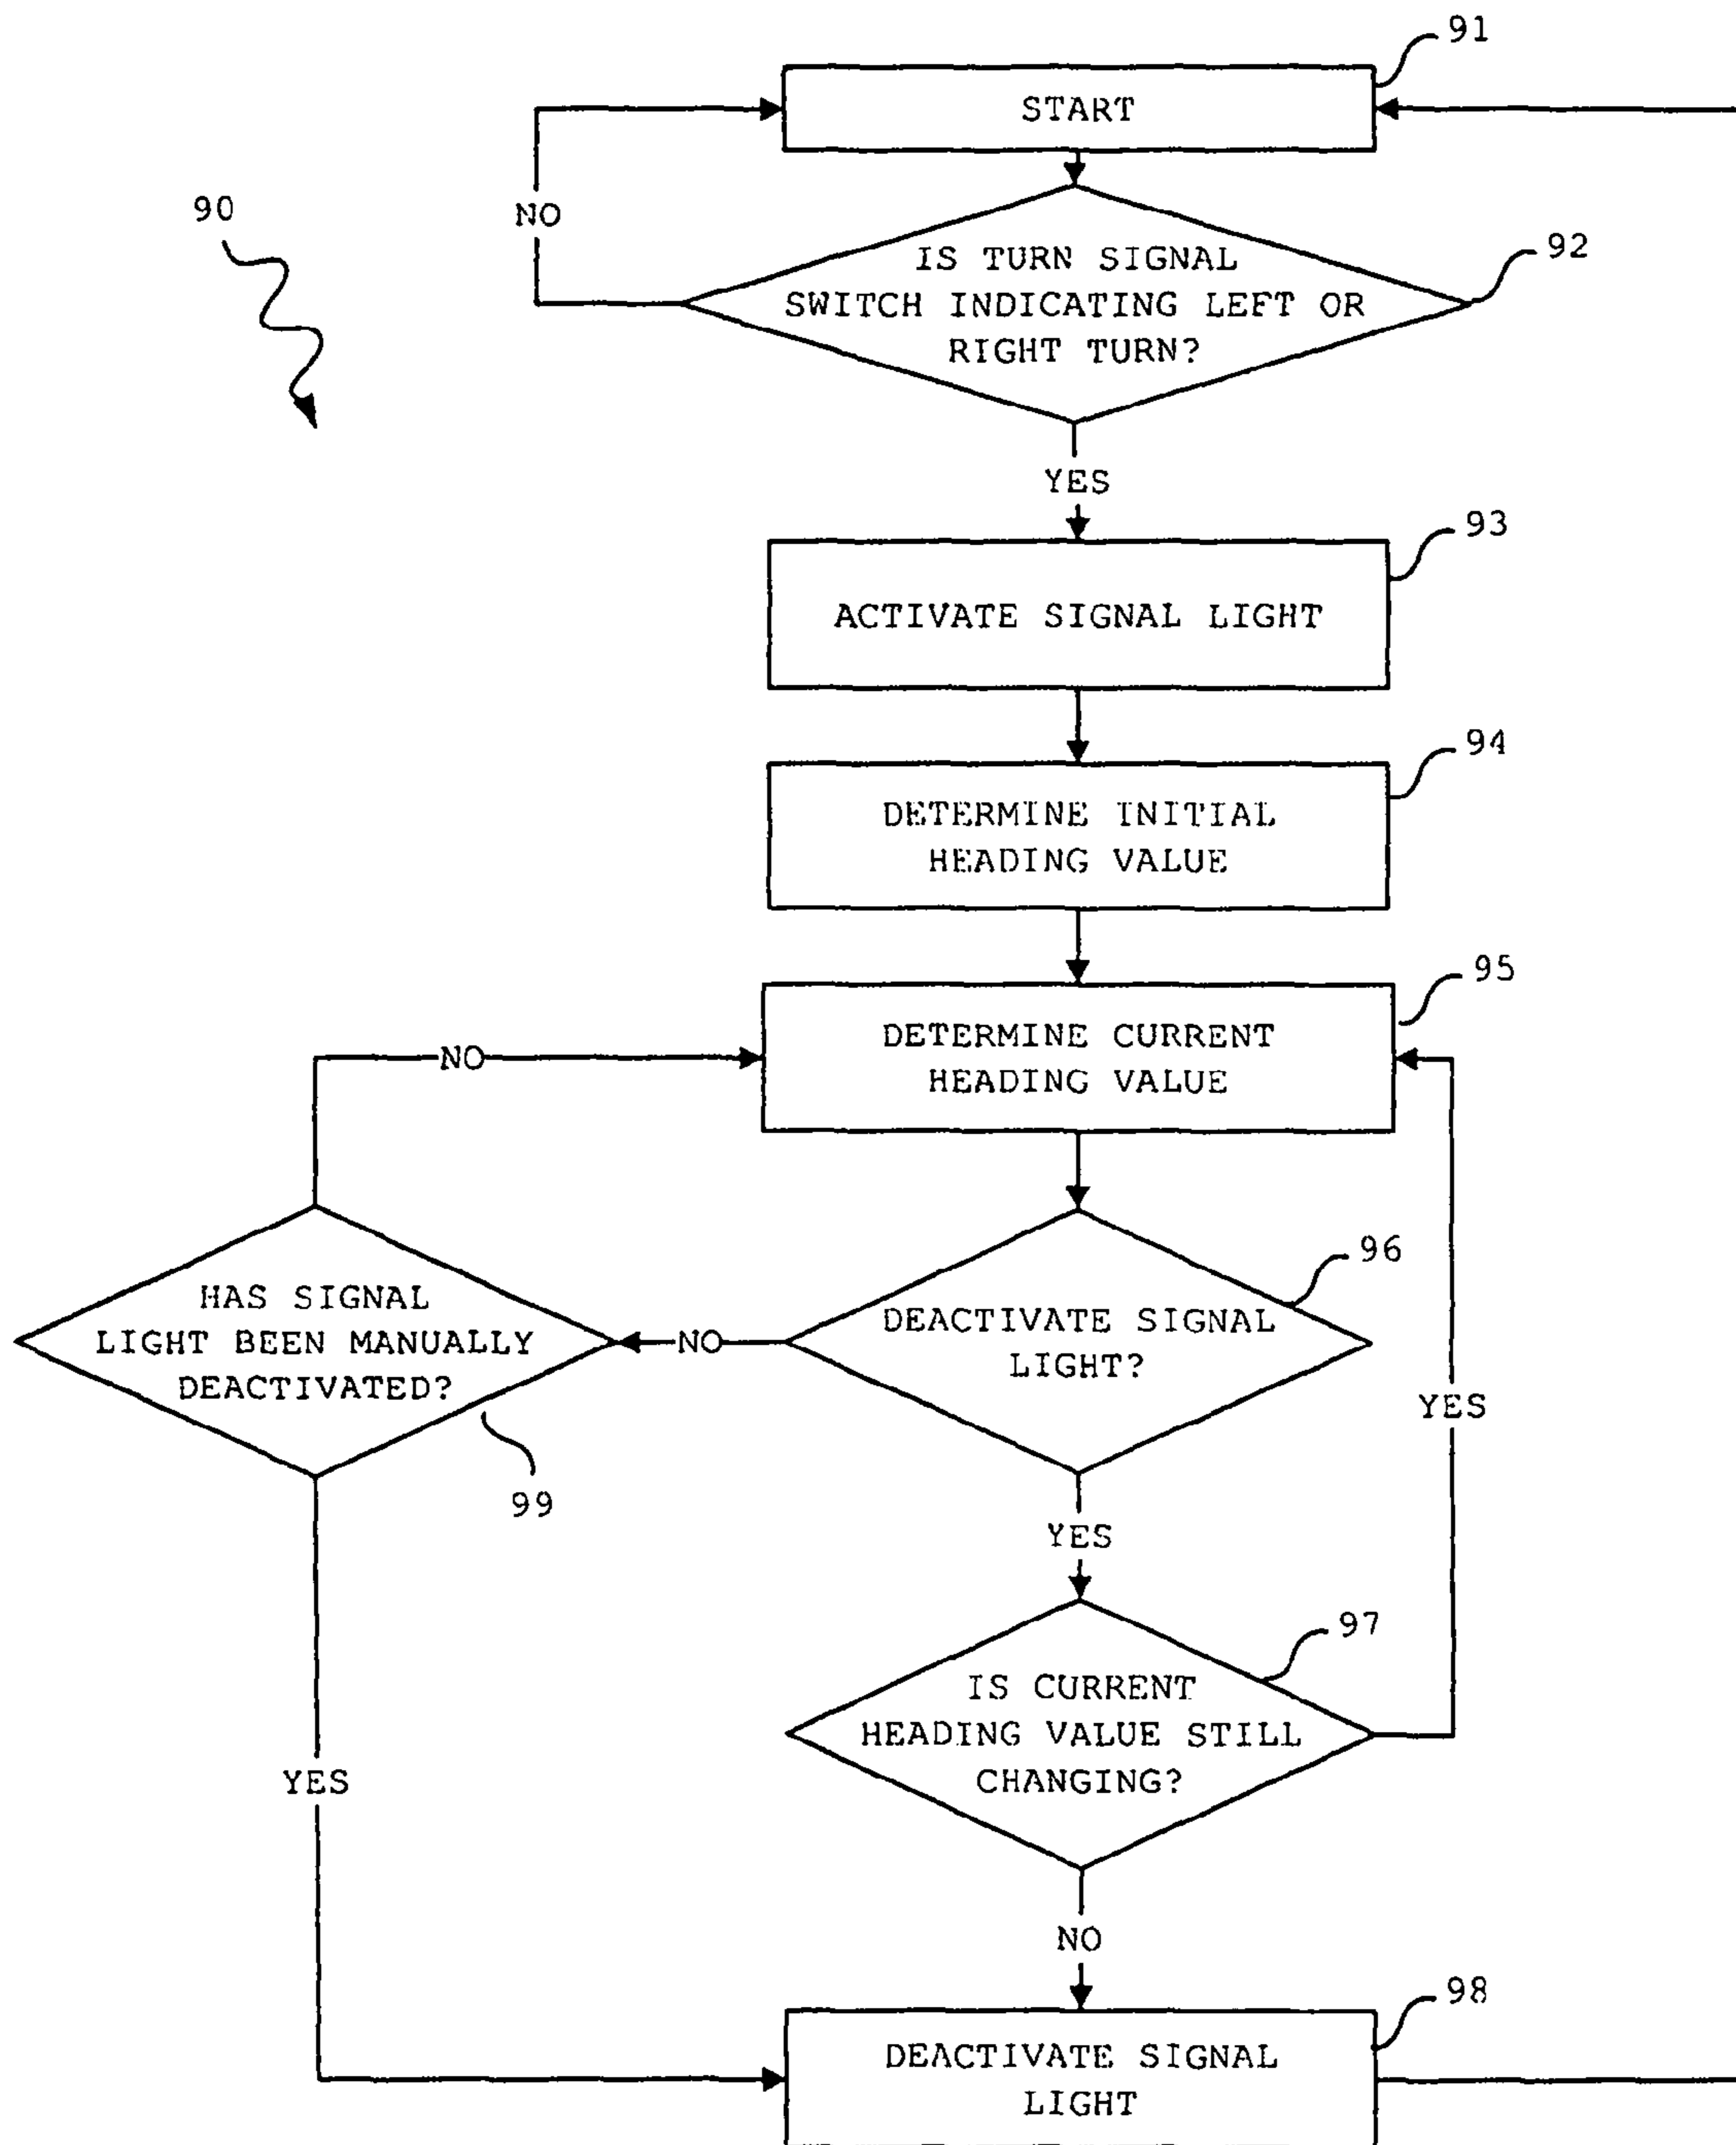 91
START
90
NO
92
IS TURN SIGNAL
SWITCH INDICATING LEFT OR
RIGHT TURN?
YES
93
ACTIVATE SIGNAL LIGHT
94
DETERMINE INITIAL
HEADING VALUE
95
DETERMINE CURRENT
HEADING VALUE
NO
96
HAS SIGNAL
LIGHT BEEN MANUALLY
DEACTIVATED?
NO
DEACTIVATE SIGNAL
LIGHT?
YES
99
YES
97
IS CURRENT
HEADING VALUE STILL
CHANGING?
YES
NO
98
DEACTIVATE SIGNAL
LIGHT